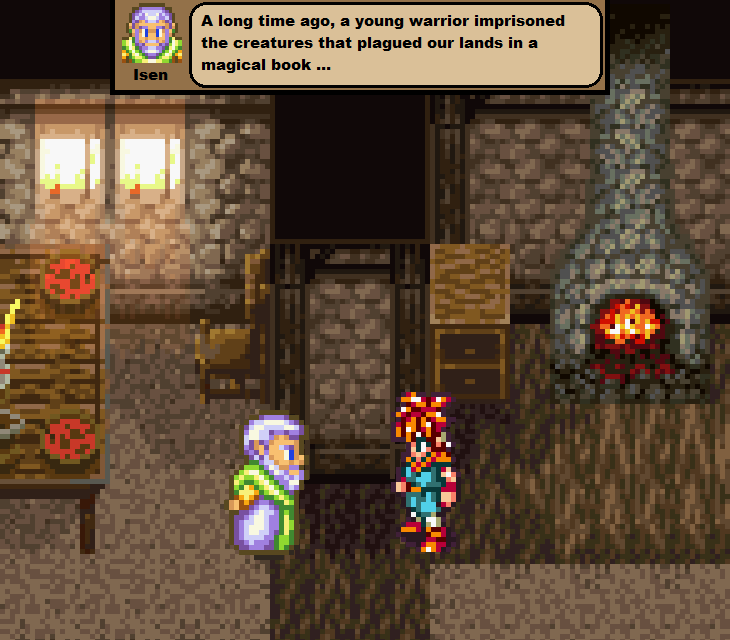 A long time ago, a young warrior imprisoned
the creatures that plagued our lands in a
magical book ...
Isen